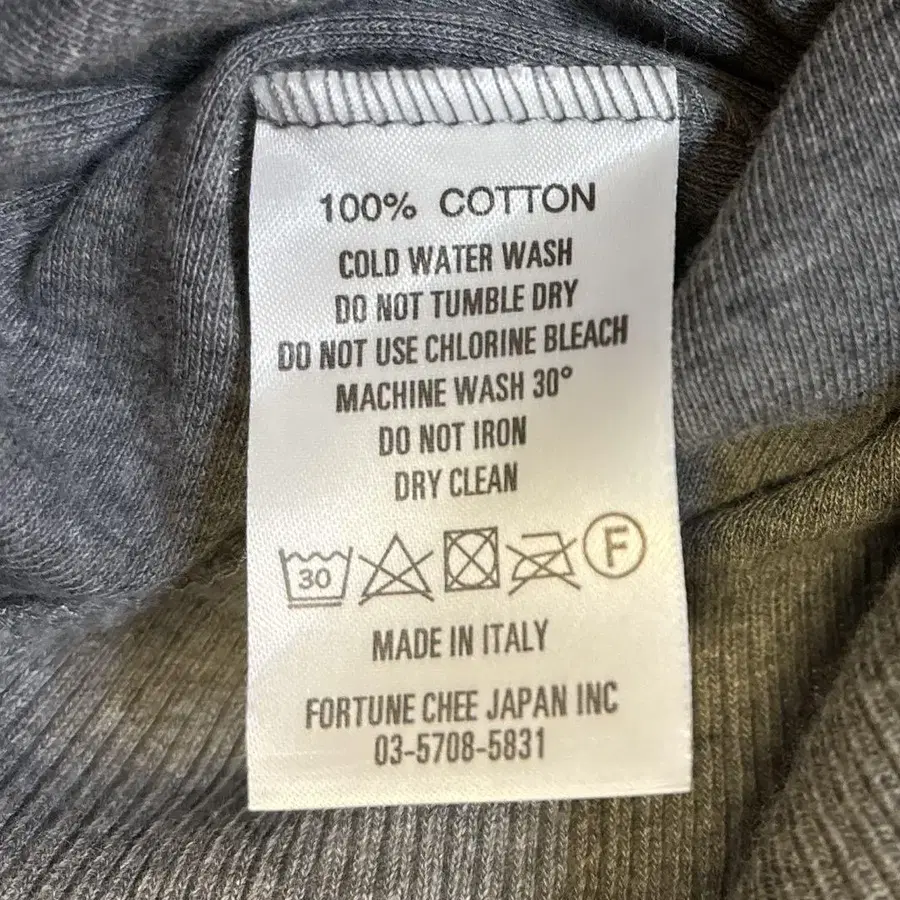 100% COTTON
COLD WATER WASH
DO NOT TUMBLE DRY
DO NOT USE CHLORINE BLEACH
MACHINE WASH 30°
DO NOT IRON
DRY CLEAN
30 F
MADE IN ITALY
FORTUNE CHEE JAPAN INC
03-5708-5831